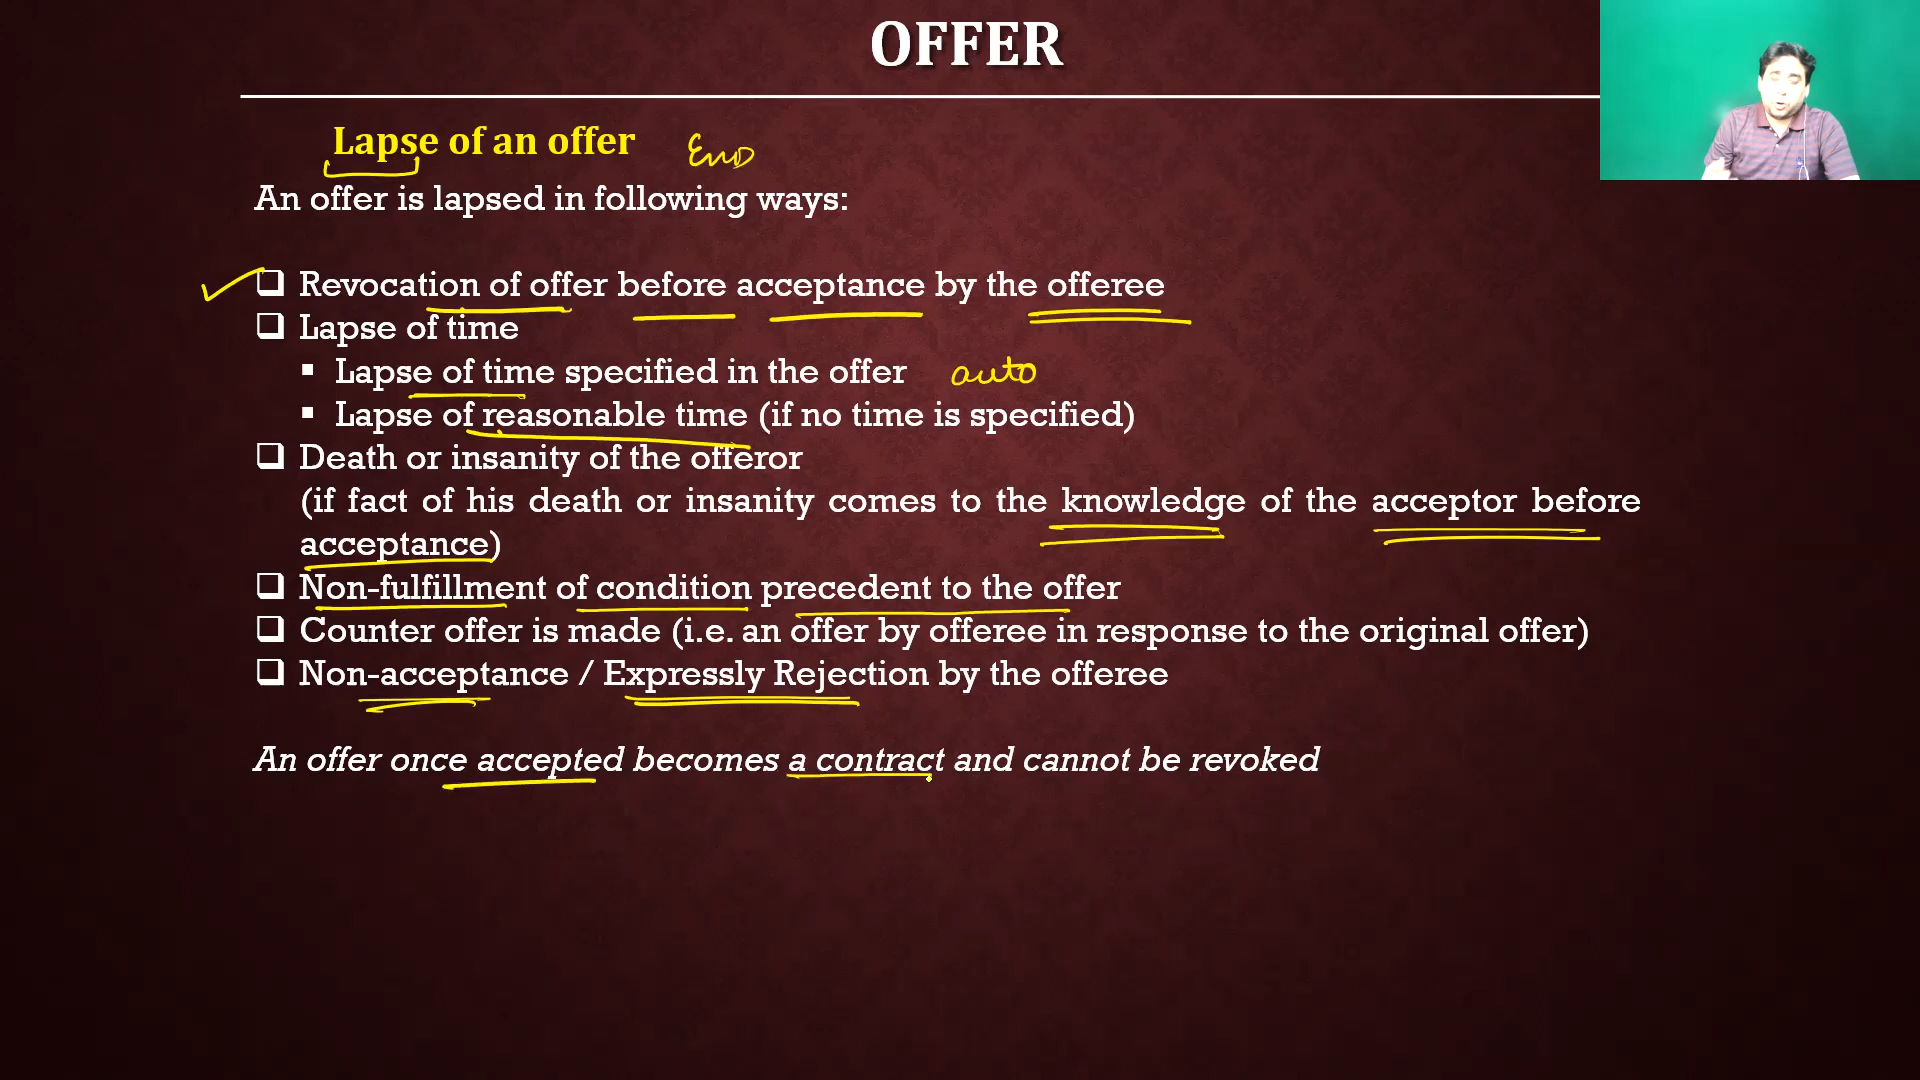 OFFER
Lapse of an offer END
An offer is lapsed in following ways:
Revocation of offer before acceptance by the offeree
Lapse of time
Lapse of time specified in the offer auto
Lapse of reasonable time (if no time is specified)
Death or insanity of the offeror
(if fact of his death or insanity comes to the knowledge of the acceptor before
acceptance)
Non-fulfillment of condition precedent to the offer
Counter offer is made (i.e. an offer by offeree in response to the original offer)
Non-acceptance / Expressly Rejection by the offeree
An offer once accepted becomes a contract and cannot be revoked